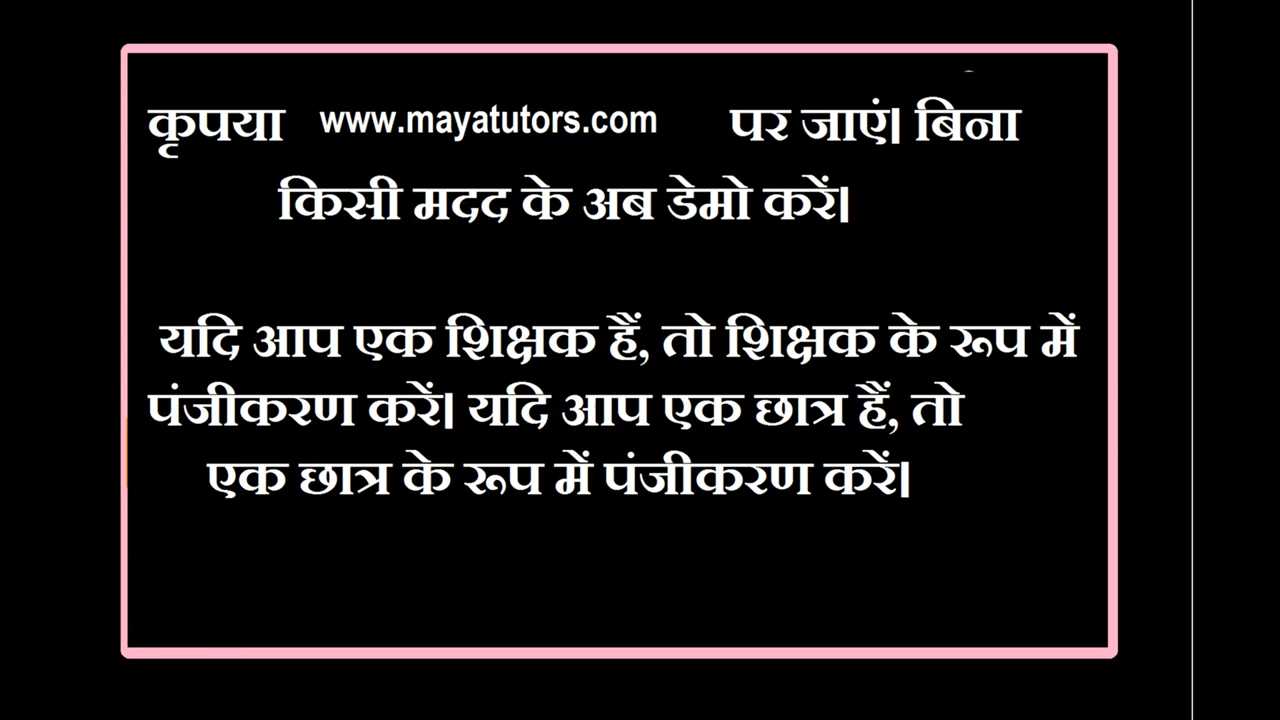 कृपया www.mayatutors.com पर जाएं। बिना
किसी मदद के अब डेमो करें।
यदि आप एक शिक्षक हैं, तो शिक्षक के रूप में
पंजीकरण करें। यदि आप एक छात्र हैं, तो
एक छात्र के रूप में पंजीकरण करें।